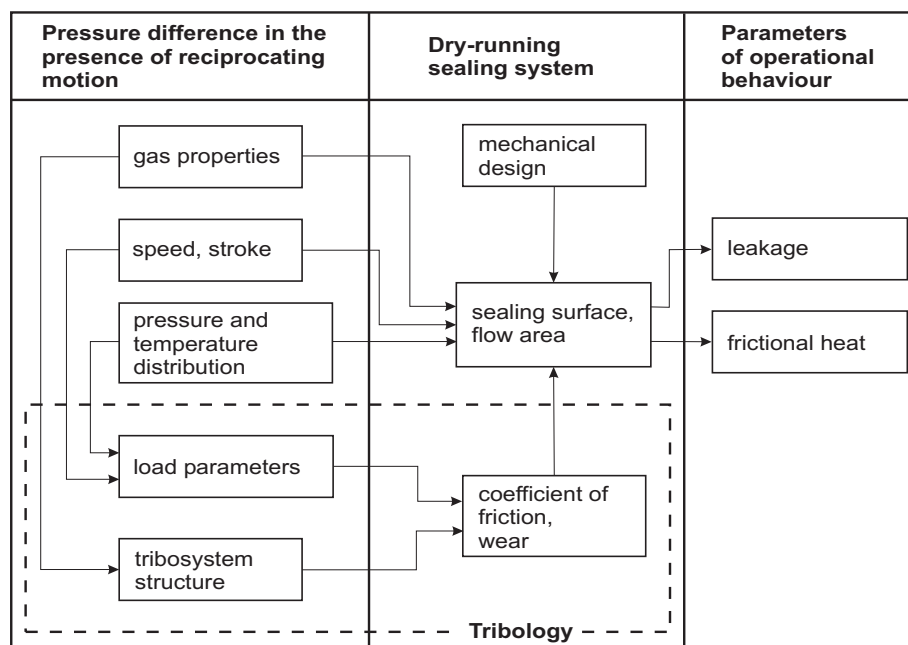 Pressure difference in the
presence of reciprocating
motion
Dry-running
sealing system
Parameters
of operational
behaviour
gas properties
mechanical
design
speed, stroke
leakage
pressure and
temperature
distribution
sealing surface,
flow area
frictional heat
load parameters
coefficient of
friction,
wear
tribosystem
structure
Tribology